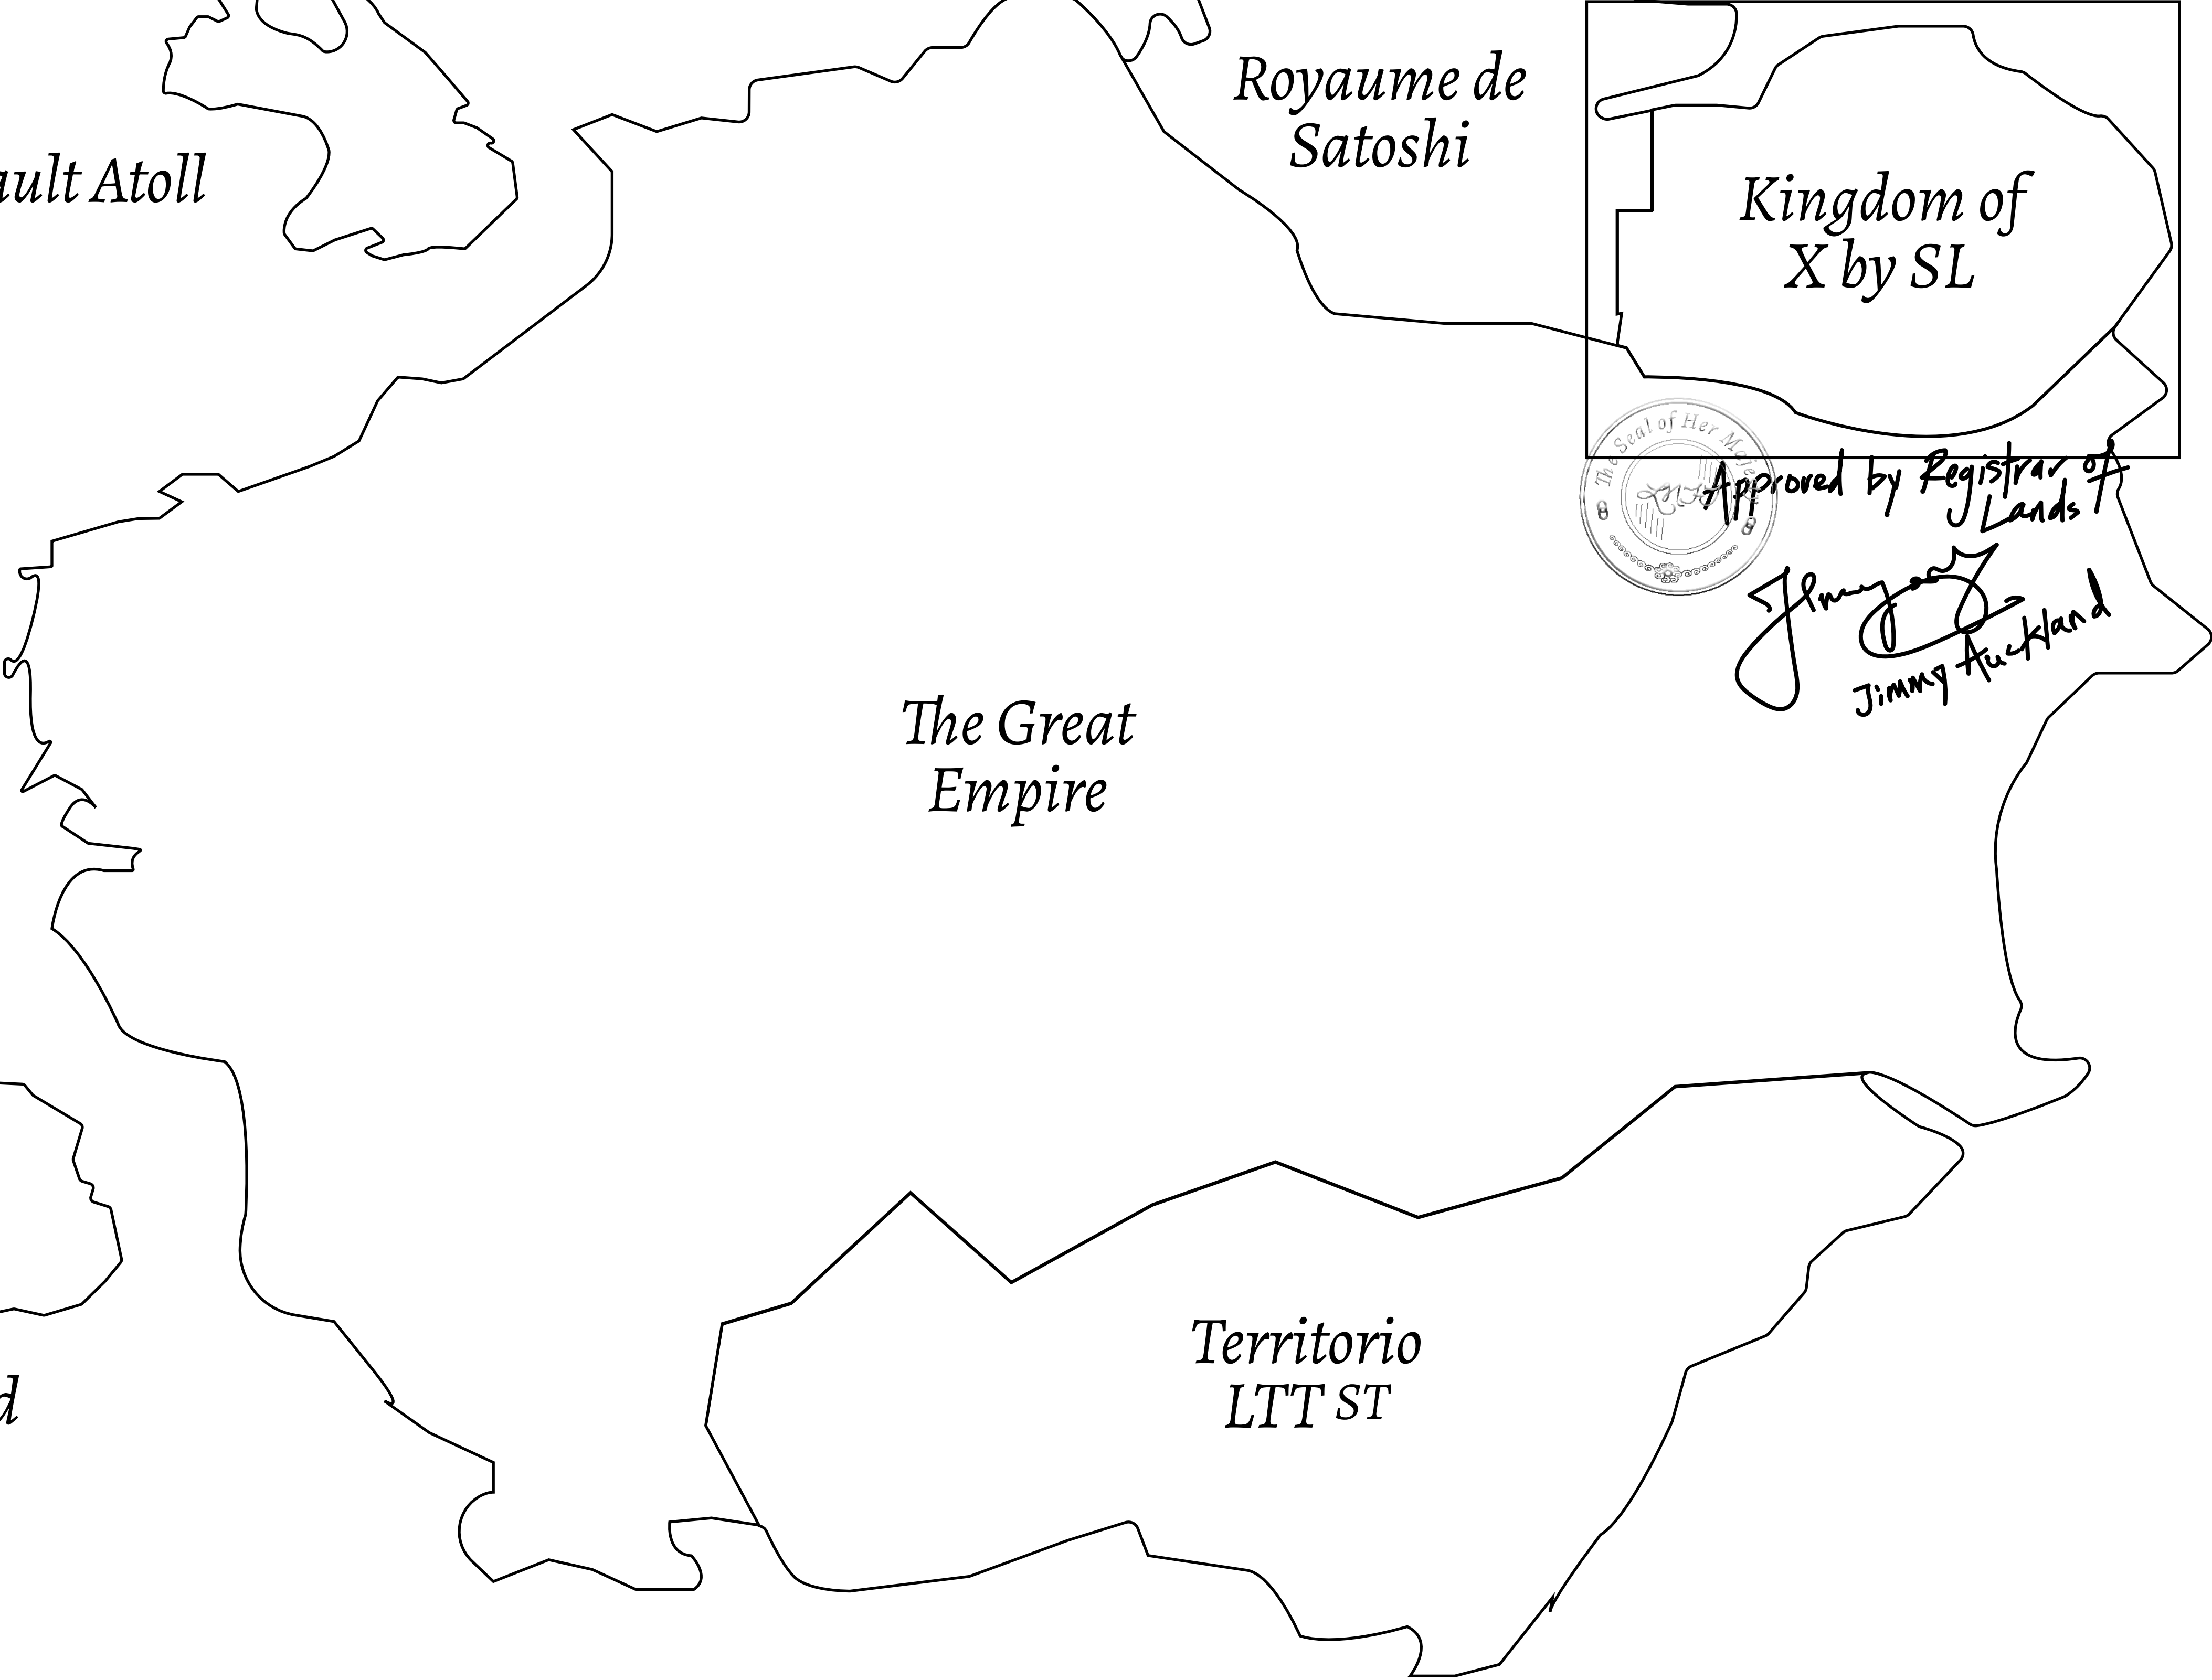 Royaume de
Satoshi
ault Atoll
Kingdom of
X by SL
The Seal of Her Maje
Approved by Registrar of
Lands
Jimmy Auckland
The Great
Empire
Territorio
LTT ST
d